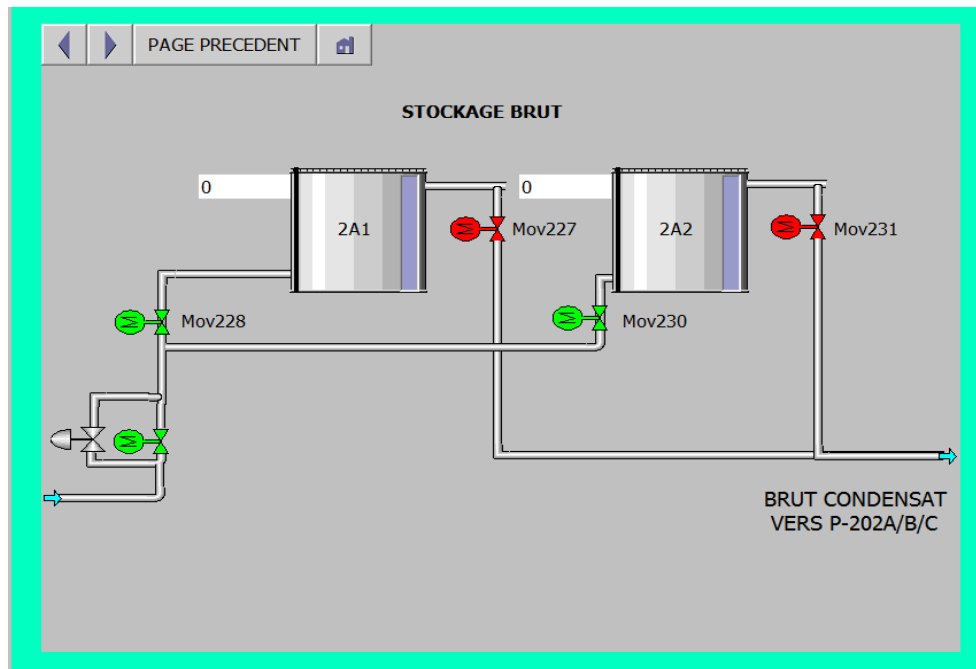 PAGE PRECEDENT
STOCKAGE BRUT
0
0
2A1
Mov227
2A2
Mov231
Mov228
Mov230
M
M
M
M
M
BRUT CONDENSAT
VERS P-202A/B/C